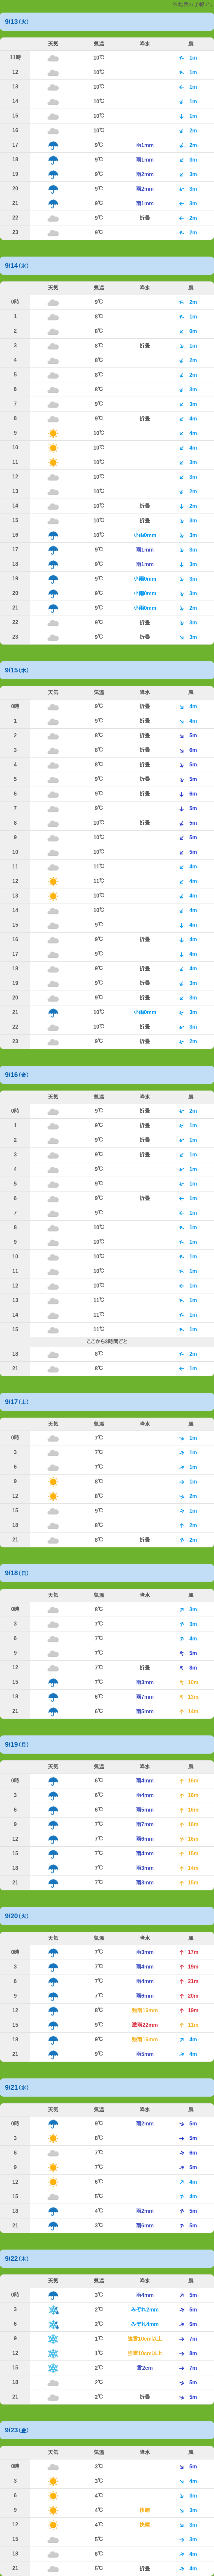 9/13(火)
天気 気温 降水 風
11時 10℃ 1m
12 10℃ 1m
13 10℃ 1m
14 10℃ 1m
15 10℃ 1m
16 10℃ 2m
17 9℃ 雨1mm 2m
18 9℃ 雨1mm 3m
19 9℃ 雨2mm 3m
20 9℃ 雨2mm 3m
21 9℃ 雨1mm 3m
22 9℃ 折畳 2m
23 9℃ 2m
9/14(水)
天気 気温 降水 風
0時 9℃ 2m
1 8℃ 1m
2 8℃ 0m
3 8℃ 折畳 1m
4 8℃ 2m
5 8℃ 2m
6 8℃ 3m
7 8℃ 3m
8 9℃ 折畳 4m
9 10℃ 4m
10 10℃ 4m
11 10℃ 3m
12 10℃ 3m
13 10℃ 2m
14 10℃ 折畳 2m
15 10℃ 折畳 3m
16 10℃ 小雨0mm 3m
17 9℃ 雨1mm 3m
18 9℃ 雨1mm 3m
19 9℃ 小雨0mm 3m
20 9℃ 小雨0mm 3m
21 9℃ 小雨0mm 2m
22 9℃ 折畳 3m
23 9℃ 折畳 3m
9/15(木)
天気 気温 降水 風
0時 9℃ 折畳 4m
1 9℃ 折畳 4m
2 8℃ 折畳 5m
3 8℃ 折畳 6m
4 8℃ 折畳 5m
5 9℃ 折畳 5m
6 9℃ 折畳 6m
7 9℃ 5m
8 10℃ 折畳 5m
9 10℃ 5m
10 10℃ 5m
11 11℃ 4m
12 11℃ 4m
13 10℃ 4m
14 10℃ 4m
15 9℃ 4m
16 9℃ 折畳 4m
17 9℃ 4m
18 9℃ 折畳 4m
19 9℃ 折畳 3m
20 9℃ 折畳 3m
21 10℃ 小雨0mm 3m
22 10℃ 折畳 3m
23 9℃ 折畳 2m
9/16(金)
天気 気温 降水 風
0時 9℃ 折畳 2m
1 9℃ 折畳 1m
2 9℃ 折畳 1m
3 9℃ 折畳 1m
4 9℃ 1m
5 9℃ 1m
6 9℃ 折畳 1m
7 9℃ 1m
8 10℃ 1m
9 10℃ 1m
10 10℃ 1m
11 10℃ 1m
12 10℃ 1m
13 11℃ 1m
14 11℃ 1m
15 11℃ 1m
ここから3時間ごと
18 8℃ 2m
21 8℃ 1m
9/17(土)
天気 気温 降水 風
0時 7℃ 1m
3 7℃ 1m
6 7℃ 1m
9 8℃ 1m
12 8℃ 2m
15 9℃ 1m
18 8℃ 2m
21 8℃ 折畳 2m
9/18(日)
天気 気温 降水 風
0時 8℃ 3m
3 7℃ 3m
6 7℃ 4m
9 7℃ 5m
12 7℃ 折畳 8m
15 7℃ 雨3mm 10m
18 6℃ 雨7mm 13m
21 6℃ 雨5mm 14m
9/19(月)
天気 気温 降水 風
0時 6℃ 雨4mm 16m
3 6℃ 雨4mm 16m
6 6℃ 雨5mm 16m
9 7℃ 雨7mm 16m
12 7℃ 雨6mm 16m
15 7℃ 雨4mm 15m
18 7℃ 雨3mm 14m
21 7℃ 雨3mm 15m
9/20(火)
天気 気温 降水 風
0時 7℃ 雨3mm 17m
3 7℃ 雨4mm 19m
6 7℃ 雨4mm 21m
9 7℃ 雨6mm 20m
12 8℃ 強雨18mm 19m
15 9℃ 豪雨22mm 11m
18 9℃ 強雨16mm 4m
21 9℃ 雨5mm 4m
9/21(水)
天気 気温 降水 風
0時 9℃ 雨2mm 5m
3 8℃ 5m
6 7℃ 6m
9 7℃ 5m
12 6℃ 4m
15 5℃ 4m
18 4℃ 雨2mm 5m
21 3℃ 雨6mm 5m
9/22(木)
天気 気温 降水 風
0時 3℃ 雨4mm 5m
3 2℃ みぞれ2mm 5m
6 2℃ みぞれ4mm 5m
9 1℃ 強雪10cm以上 7m
12 1℃ 強雪10cm以上 8m
15 2℃ 雪2cm 7m
18 2℃ 5m
21 2℃ 折畳 5m
9/23(金)
天気 気温 降水 風
0時 3℃ 5m
3 3℃ 4m
6 4℃ 3m
9 4℃ 快晴 3m
12 4℃ 快晴 3m
15 5℃ 3m
18 6℃ 4m
21 5℃ 折畳 4m